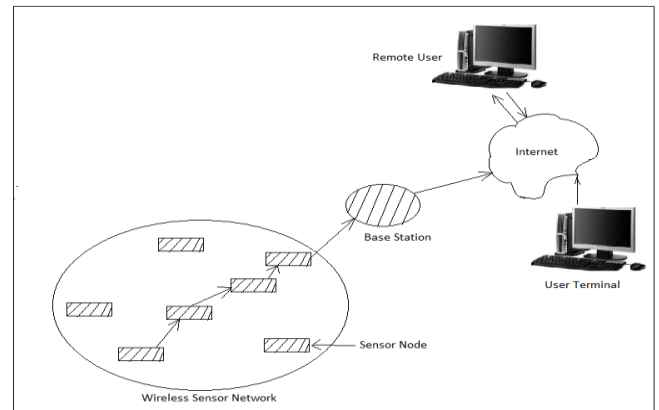 Remote User
Internet
Base Station
User Terminal
Sensor Node
Wireless Sensor Network